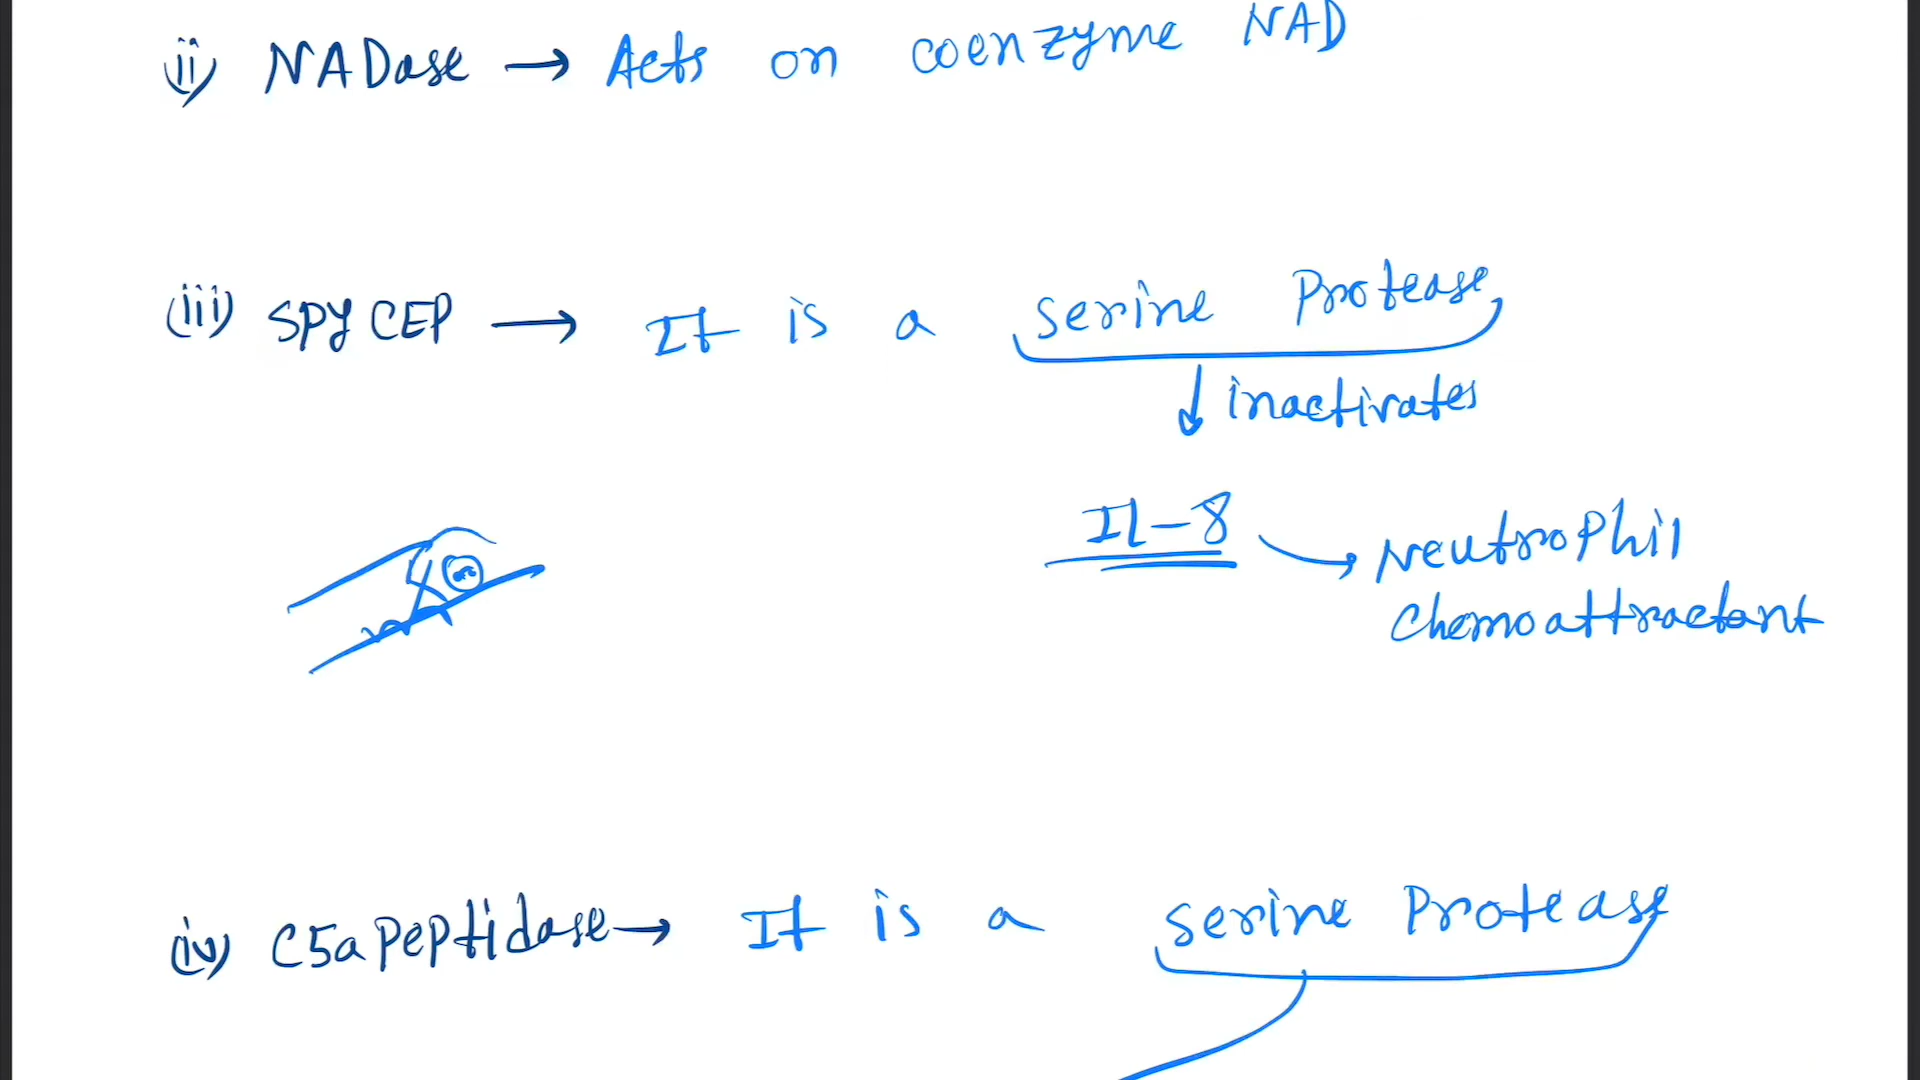 (ii) NADase → Acts on coenzyme NAD
(iii) SPY CEP → It is a serine Protease
↓ inactivates
IL-8 → Neutrophil
chemoattractant
(iv) C5a Peptidase → It is a serine Protease